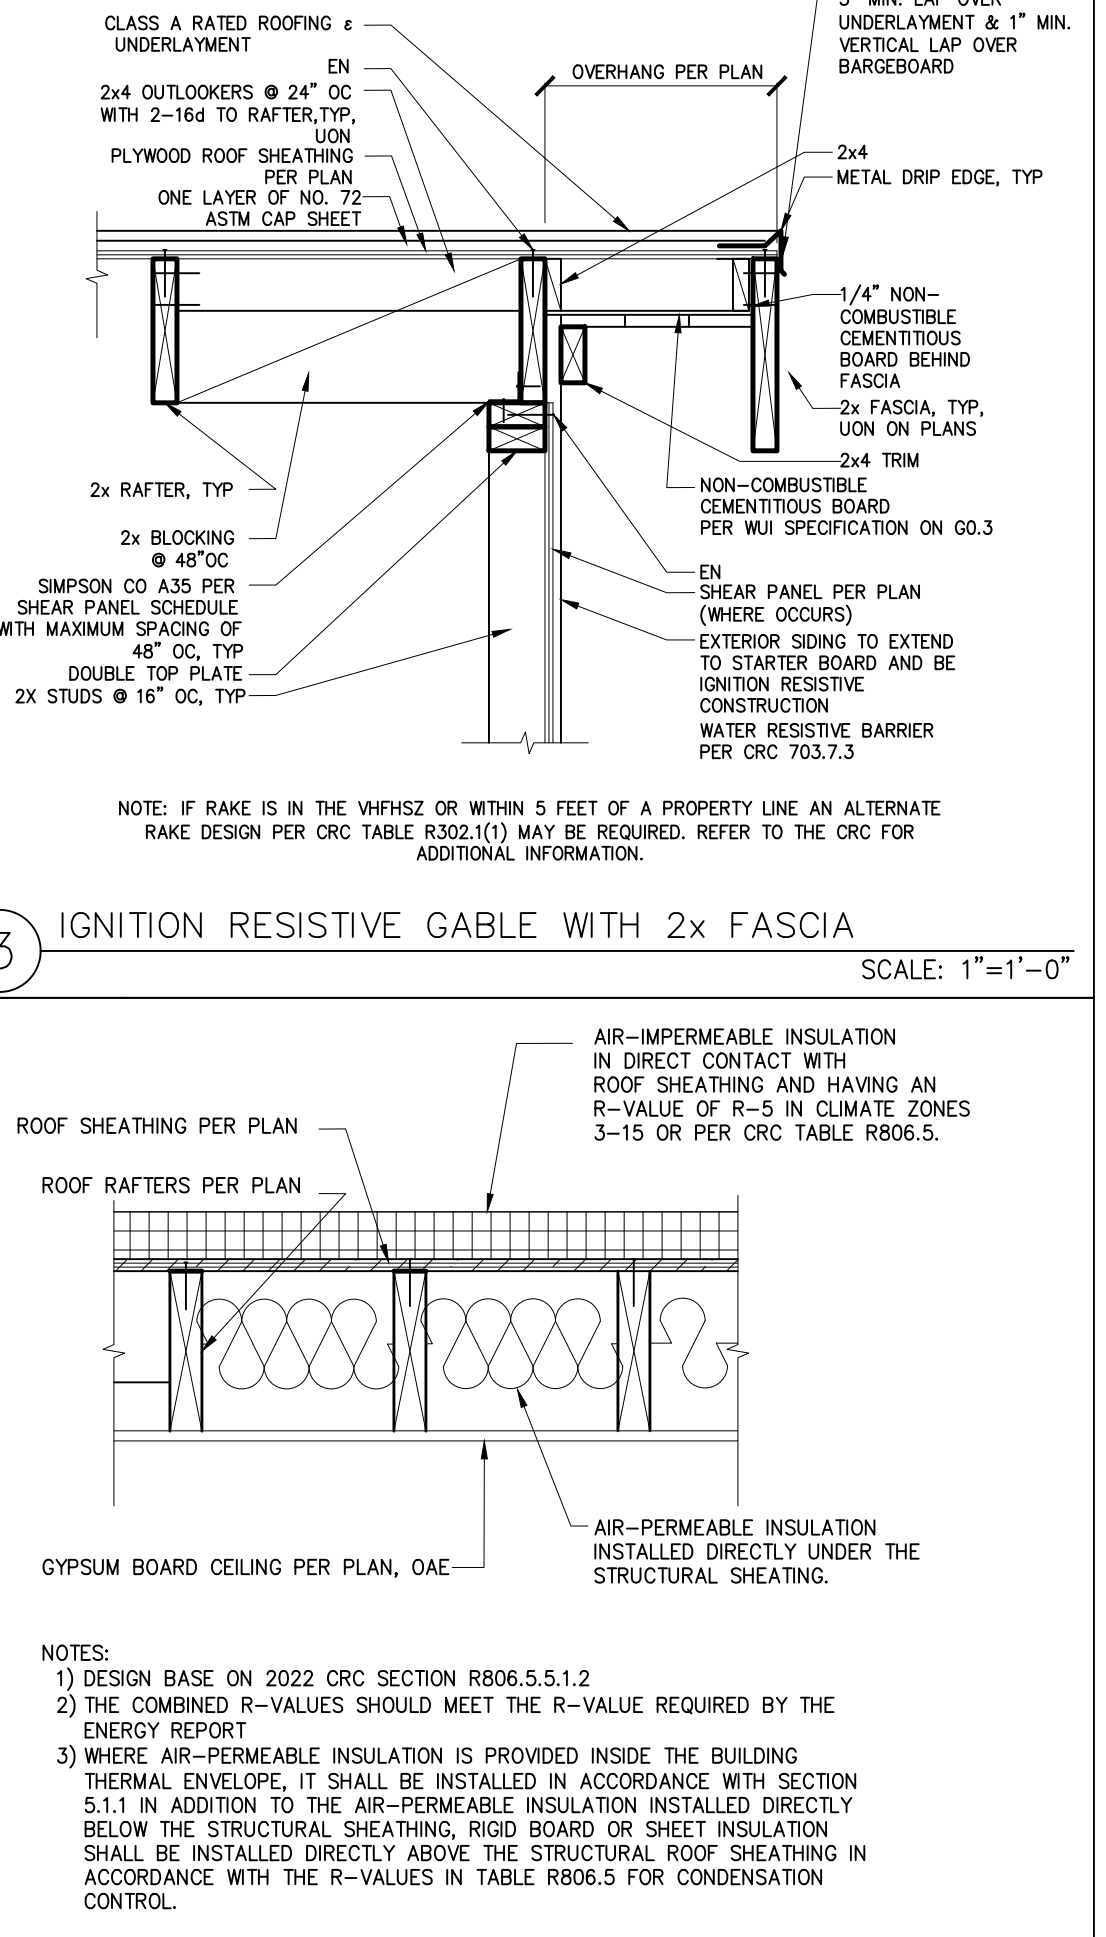 CLASS A RATED ROOFING ε
UNDERLAYMENT
EN
2x4 OUTLOOKERS @ 24" OC
WITH 2-16d TO RAFTER,TYP,
UON
PLYWOOD ROOF SHEATHING
PER PLAN
ONE LAYER OF NO. 72
ASTM CAP SHEET
OVERHANG PER PLAN
MIN. LAP OVER
UNDERLAYMENT & 1" MIN.
VERTICAL LAP OVER
BARGEBOARD
2x4
METAL DRIP EDGE, TYP
1/4" NON-
COMBUSTIBLE
CEMENTITIOUS
BOARD BEHIND
FASCIA
2x FASCIA, TYP,
UON ON PLANS
2x4 TRIM
NON-COMBUSTIBLE
CEMENTITIOUS BOARD
PER WUI SPECIFICATION ON G0.3
EN
SHEAR PANEL PER PLAN
(WHERE OCCURS)
EXTERIOR SIDING TO EXTEND
TO STARTER BOARD AND BE
IGNITION RESISTIVE
CONSTRUCTION
WATER RESISTIVE BARRIER
PER CRC 703.7.3
2x RAFTER, TYP
2x BLOCKING
@ 48"OC
SIMPSON CO A35 PER
SHEAR PANEL SCHEDULE
WITH MAXIMUM SPACING OF
48" OC, TYP
DOUBLE TOP PLATE
2X STUDS @ 16" OC, TYP
NOTE: IF RAKE IS IN THE VHFHSZ OR WITHIN 5 FEET OF A PROPERTY LINE AN ALTERNATE
RAKE DESIGN PER CRC TABLE R302.1(1) MAY BE REQUIRED. REFER TO THE CRC FOR
ADDITIONAL INFORMATION.
3 IGNITION RESISTIVE GABLE WITH 2x FASCIA
SCALE: 1"=1'-0"
AIR-IMPERMEABLE INSULATION
IN DIRECT CONTACT WITH
ROOF SHEATHING AND HAVING AN
R-VALUE OF R-5 IN CLIMATE ZONES
3-15 OR PER CRC TABLE R806.5.
ROOF SHEATHING PER PLAN
ROOF RAFTERS PER PLAN
AIR-PERMEABLE INSULATION
INSTALLED DIRECTLY UNDER THE
STRUCTURAL SHEATING.
GYPSUM BOARD CEILING PER PLAN, OAE
NOTES:
1) DESIGN BASE ON 2022 CRC SECTION R806.5.5.1.2
2) THE COMBINED R-VALUES SHOULD MEET THE R-VALUE REQUIRED BY THE
ENERGY REPORT
3) WHERE AIR-PERMEABLE INSULATION IS PROVIDED INSIDE THE BUILDING
THERMAL ENVELOPE, IT SHALL BE INSTALLED IN ACCORDANCE WITH SECTION
5.1.1 IN ADDITION TO THE AIR-PERMEABLE INSULATION INSTALLED DIRECTLY
BELOW THE STRUCTURAL SHEATHING, RIGID BOARD OR SHEET INSULATION
SHALL BE INSTALLED DIRECTLY ABOVE THE STRUCTURAL ROOF SHEATHING IN
ACCORDANCE WITH THE R-VALUES IN TABLE R806.5 FOR CONDENSATION
CONTROL.